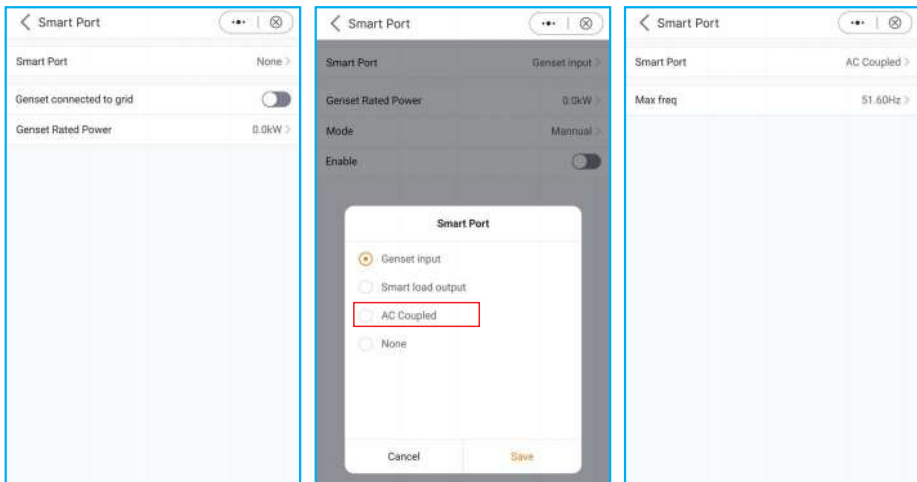 Smart Port
Smart Port None
Genset connected to grid
Genset Rated Power 0.0kW
Smart Port
Smart Port Genset input
Genset Rated Power 0.0kW
Mode Mannual
Enable
Smart Port
Genset input
Smart load output
AC Coupled
None
Cancel Save
Smart Port
Smart Port AC Coupled
Max freq 51.60Hz